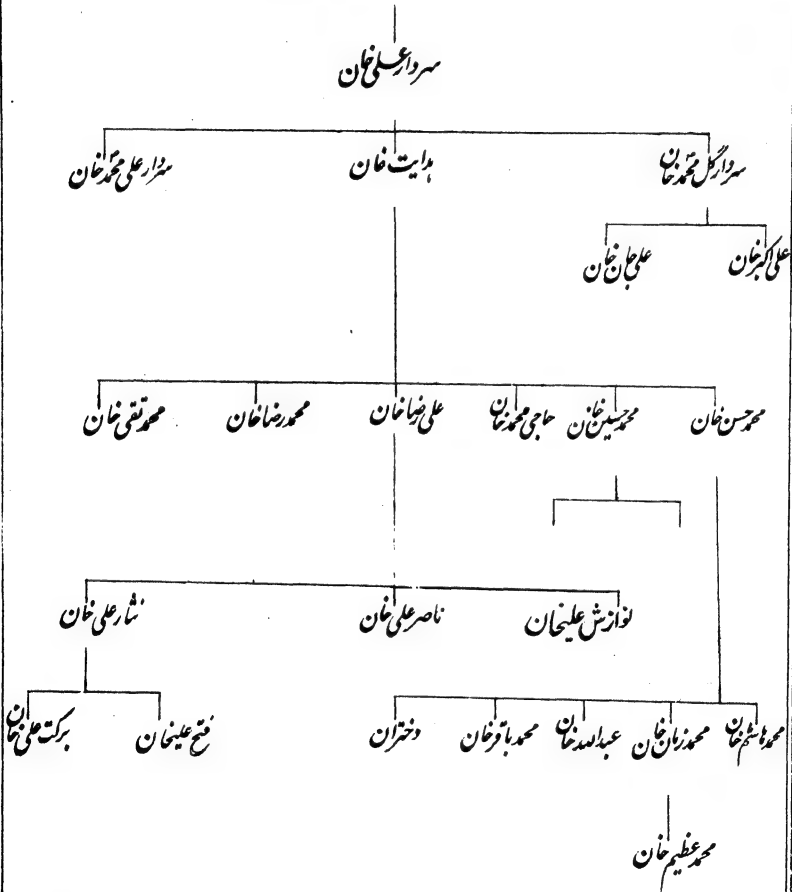 سردار علی خان
سردار گل محمد خان
ہدایت خان
سردار علی محمد خان
علی اکبر خان
علی جان خان
محمد حسن خان
محمد حسین خان
حاجی محمد خان
علی رضا خان
محمد رضا خان
محمد تقی خان
نوازش علیخان
ناصر علی خان
نثار علی خان
محمد ہاشم خان
محمد زمان خان
عبداللہ خان
محمد باقر خان
دختران
فتح علیخان
برکت علی خان
محمد عظیم خان